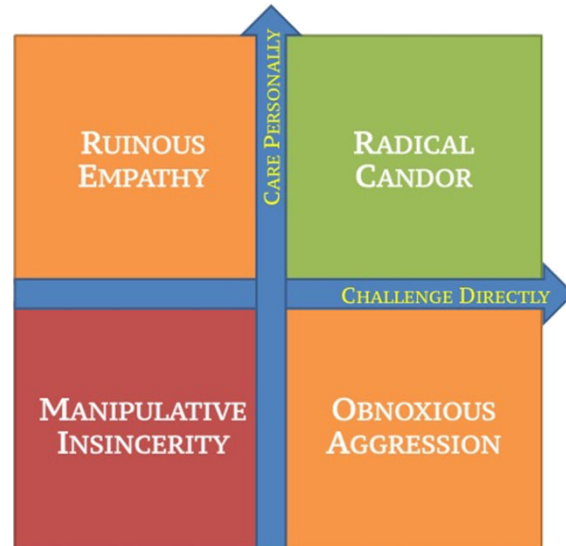 RUINOUS
EMPATHY
CARE PERSONALLY
RADICAL
CANDOR
CHALLENGE DIRECTLY
MANIPULATIVE
INSINCERITY
OBNOXIOUS
AGGRESSION